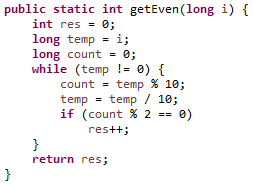 public static int getEven(long i) {
    int res = 0;
    long temp = i;
    long count = 0;
    while (temp != 0) {
        count = temp % 10;
        temp = temp / 10;
        if (count % 2 == 0)
            res++;
    }
    return res;
}